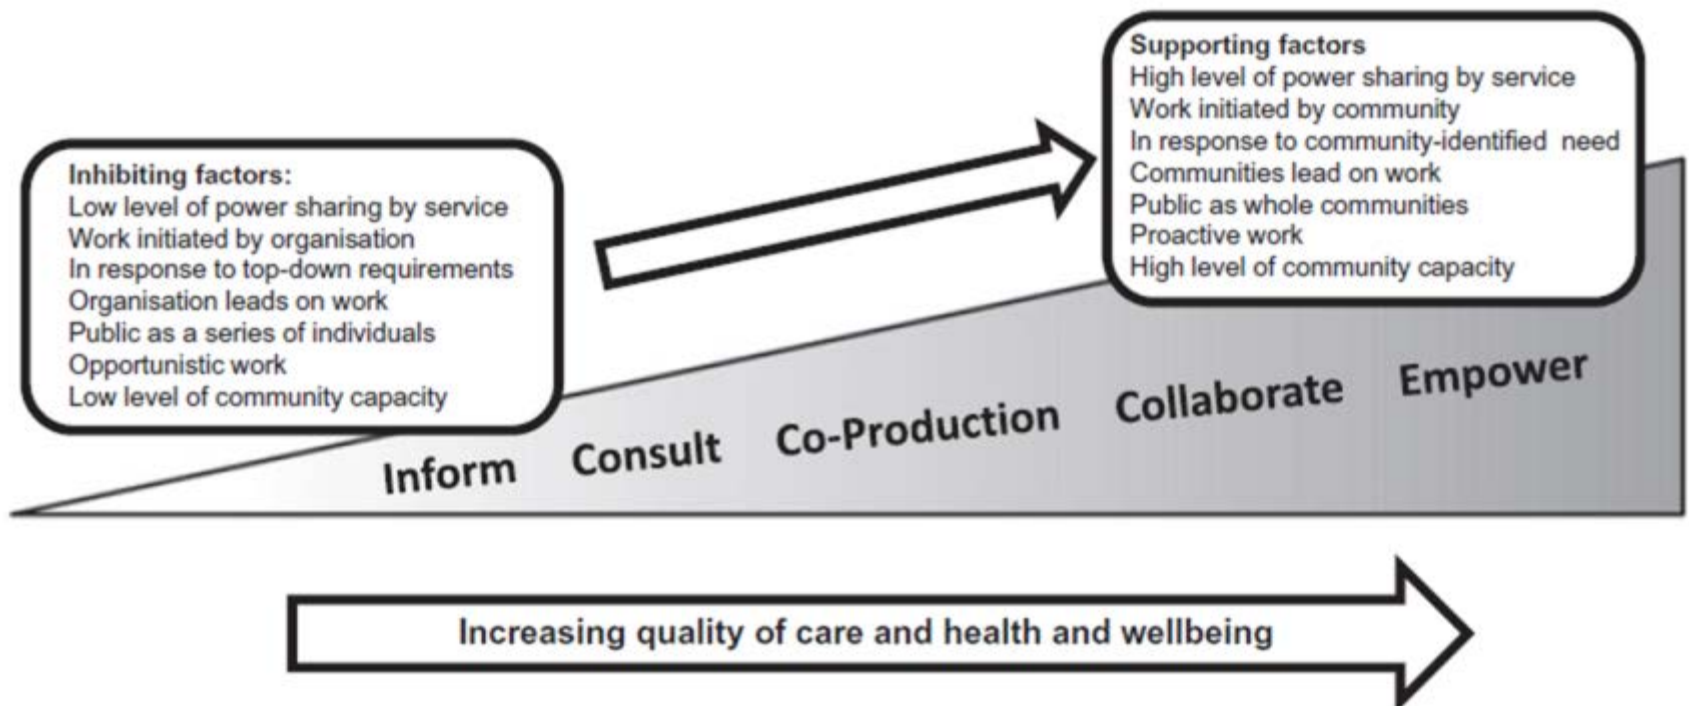 Supporting factors
High level of power sharing by service
Work initiated by community
In response to community-identified need
Communities lead on work
Public as whole communities
Proactive work
High level of community capacity
Inhibiting factors:
Low level of power sharing by service
Work initiated by organisation
In response to top-down requirements
Organisation leads on work
Public as a series of individuals
Opportunistic work
Low level of community capacity
Inform Consult Co-Production Collaborate Empower
Increasing quality of care and health and wellbeing